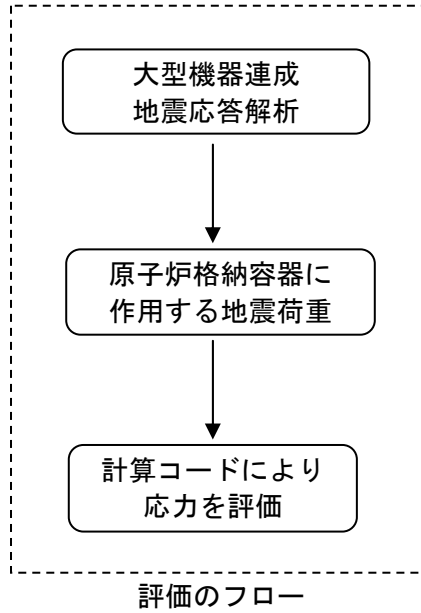 大型機器連成
地震応答解析
原子炉格納容器に
作用する地震荷重
計算コードにより
応力を評価
評価のフロー